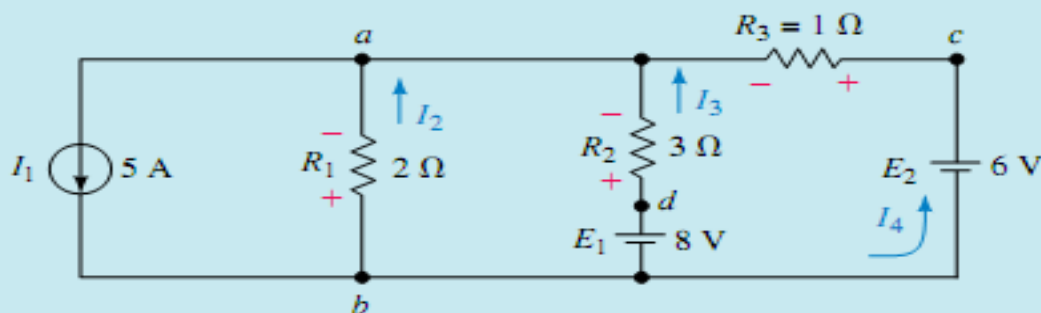 a
R3 = 1 Ω
c
− +
I2
I3
−
−
I1
5 A
R1
2 Ω
R2
3 Ω
E2
6 V
+
+
d
I4
E1
8 V
b